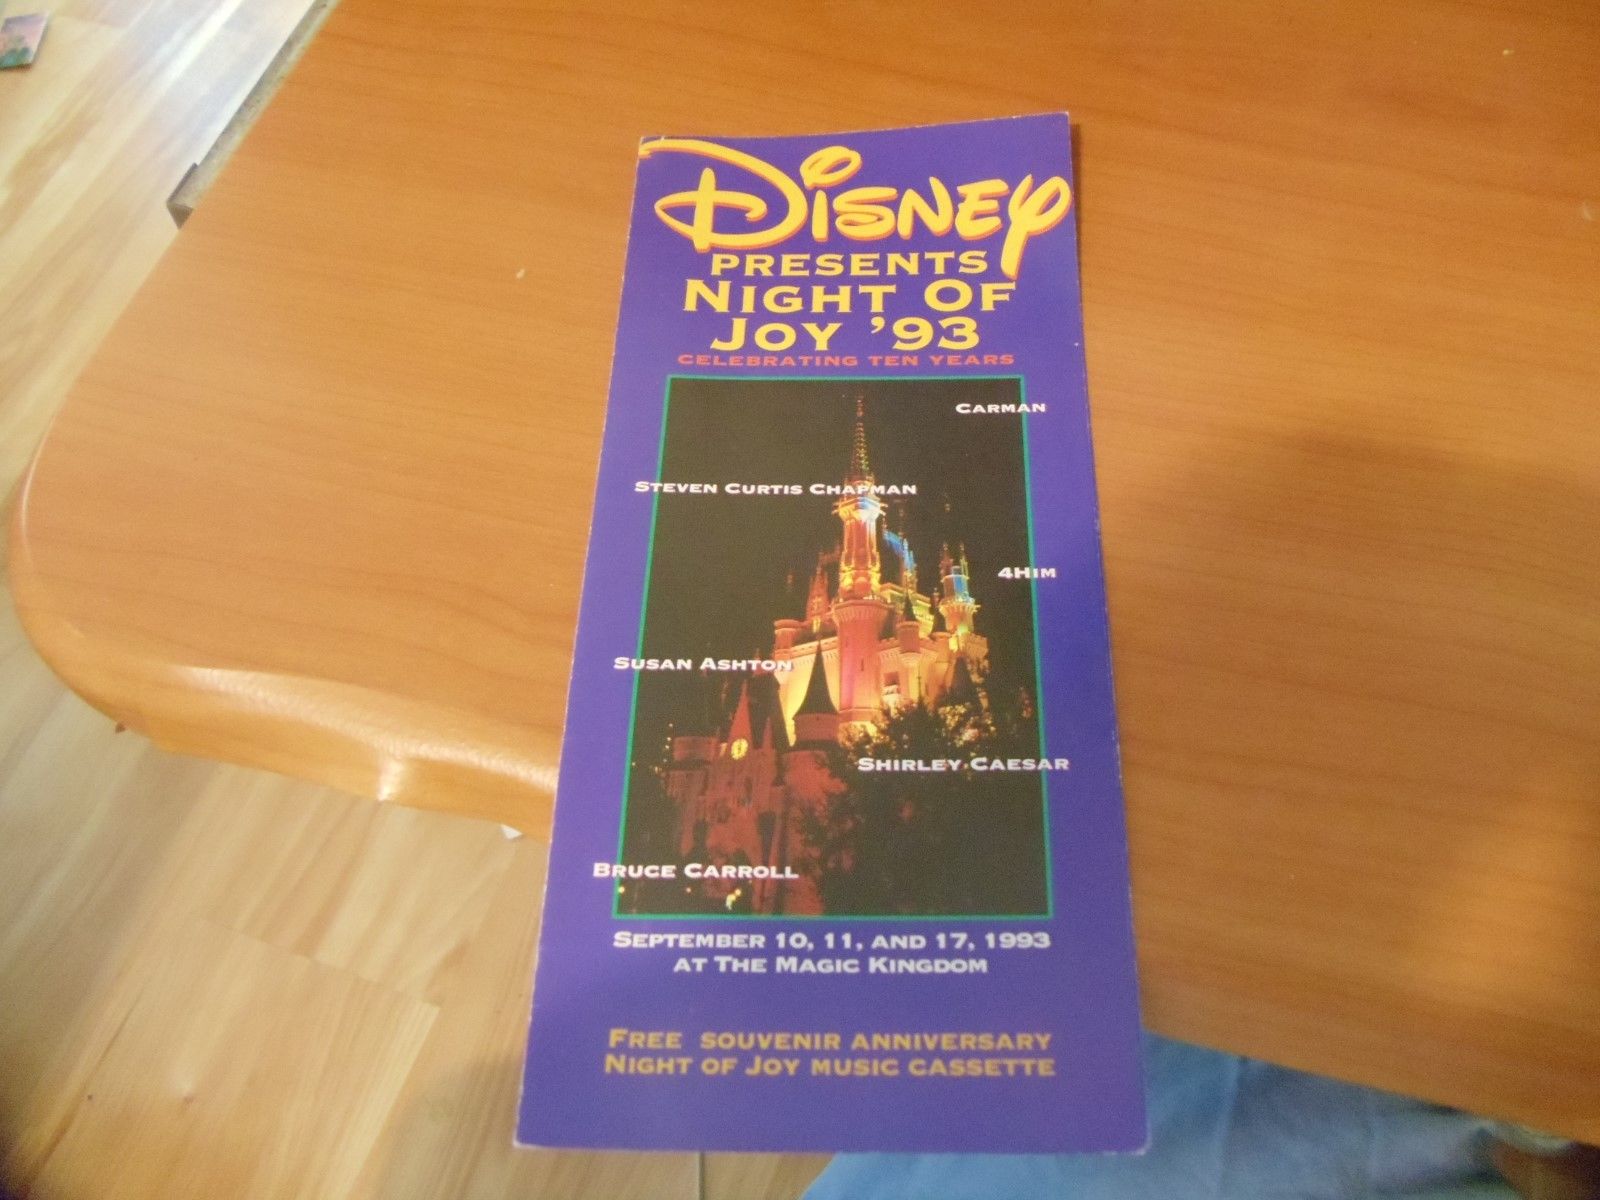 Disney
PRESENTS
NIGHT OF
JOY '93
CELEBRATING TEN YEARS
CARMAN
STEVEN CURTIS CHAPMAN
4HIM
SUSAN ASHTON
SHIRLEY CAESAR
BRUCE CARROLL
SEPTEMBER 10, 11, AND 17, 1993
AT THE MAGIC KINGDOM
FREE SOUVENIR ANNIVERSARY
NIGHT OF JOY MUSIC CASSETTE